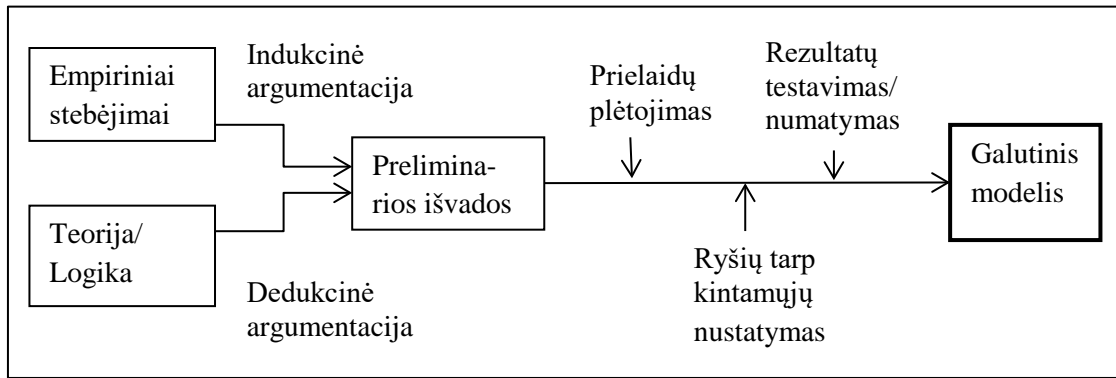 Empiriniai
stebėjimai
Indukcinė
argumentacija
Teorija/
Logika
Dedukcinė
argumentacija
Prelimina-
rios išvados
Prielaidų
plėtojimas
Ryšių tarp
kintamųjų
nustatymas
Rezultatų
testavimas/
numatymas
Galutinis
modelis